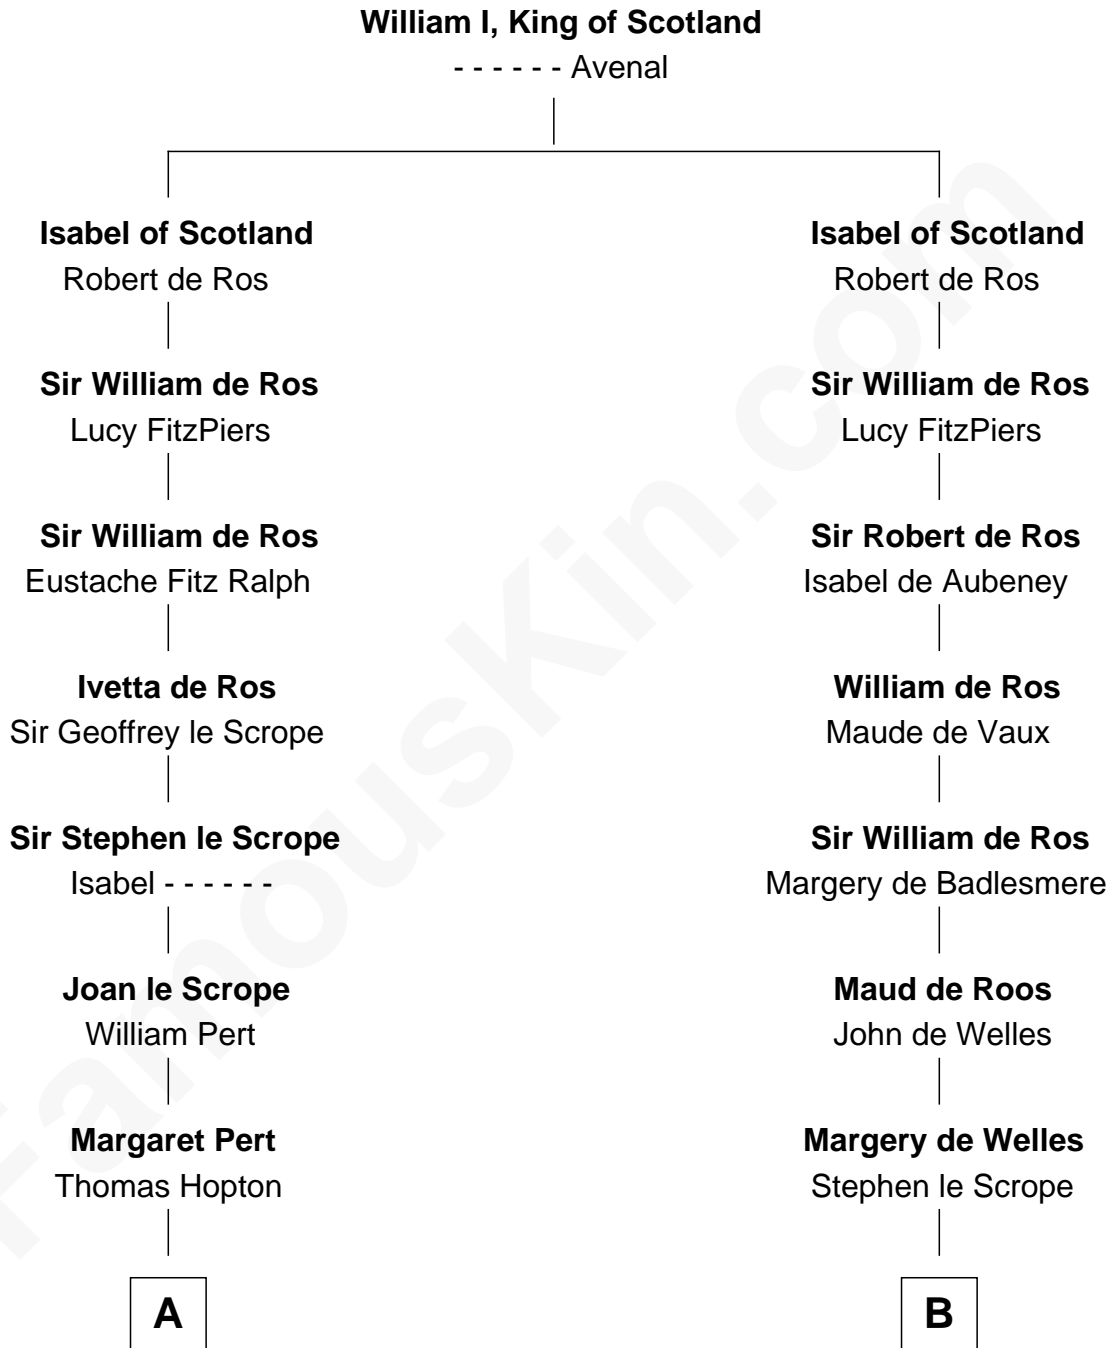 William I, King of Scotland
- - - - - - Avenal
Isabel of Scotland
Robert de Ros
Sir William de Ros
Lucy FitzPiers
Sir William de Ros
Eustache Fitz Ralph
Ivetta de Ros
Sir Geoffrey le Scrope
Sir Stephen le Scrope
Isabel - - - - - -
Joan le Scrope
William Pert
Margaret Pert
Thomas Hopton
A
Isabel of Scotland
Robert de Ros
Sir William de Ros
Lucy FitzPiers
Sir Robert de Ros
Isabel de Aubeney
William de Ros
Maude de Vaux
Sir William de Ros
Margery de Badlesmere
Maud de Roos
John de Welles
Margery de Welles
Stephen le Scrope
B
FamousKin.com